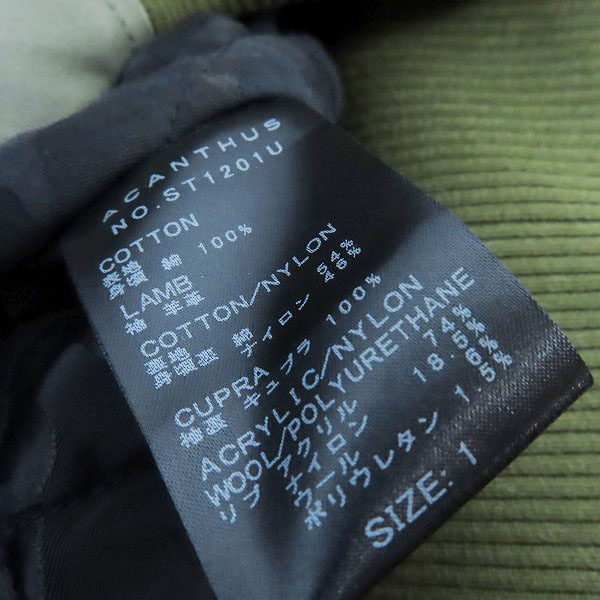 ACANTHUS
NO.ST1201U
COTTON
綿 100%
LAMB
羊革
COTTON/NYLON
綿 54%
ナイロン 46%
CUPRA
キュプラ 100%
ACRYLIC/NYLON
WOOL/POLYURETHANE
リブ アクリル 74%
ナイロン 18.5%
ウール 6%
ポリウレタン 1.5%
SIZE: 1